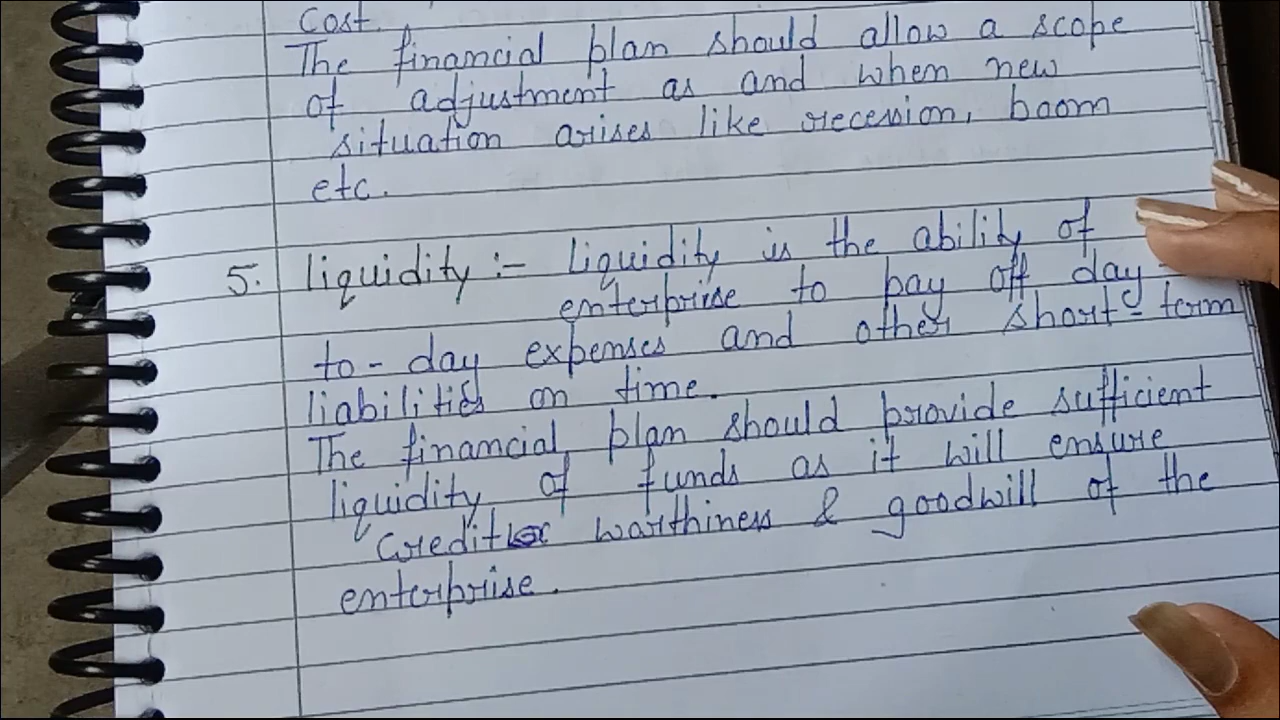 Cost.
The financial plan should allow a scope
of adjustment as and when new
situation arises like recession, boom
etc.
5. liquidity :- liquidity is the ability of
enterprise to pay off day-
to-day expenses and other short-term
liabilities on time.
The financial plan should provide sufficient
liquidity of funds as it will ensure
Credit worthiness & goodwill of the
enterprise.